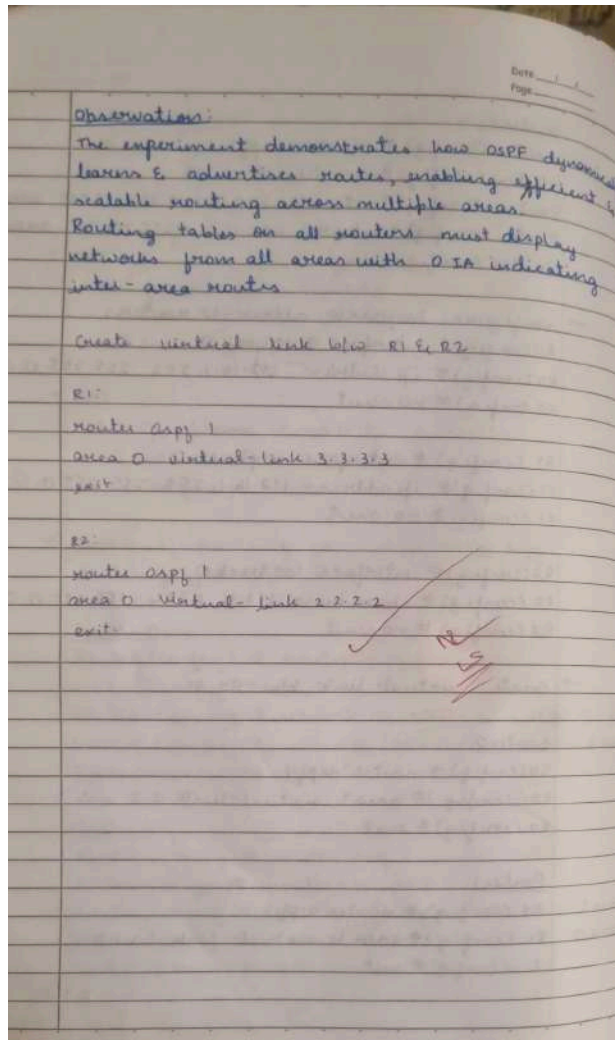 Date / /
Page
Observation:
The experiment demonstrates how OSPF
learns & advertises routes, enabling efficient &
scalable routing across multiple areas.
Routing tables on all routers must display
networks from all areas with O IA indicating
inter-area routes
Create virtual link b/w R1 & R2
R1:
router ospf 1
area 0 virtual-link 3.3.3.3
exit
R2:
router ospf 1
area 0 virtual-link 2.2.2.2
exit